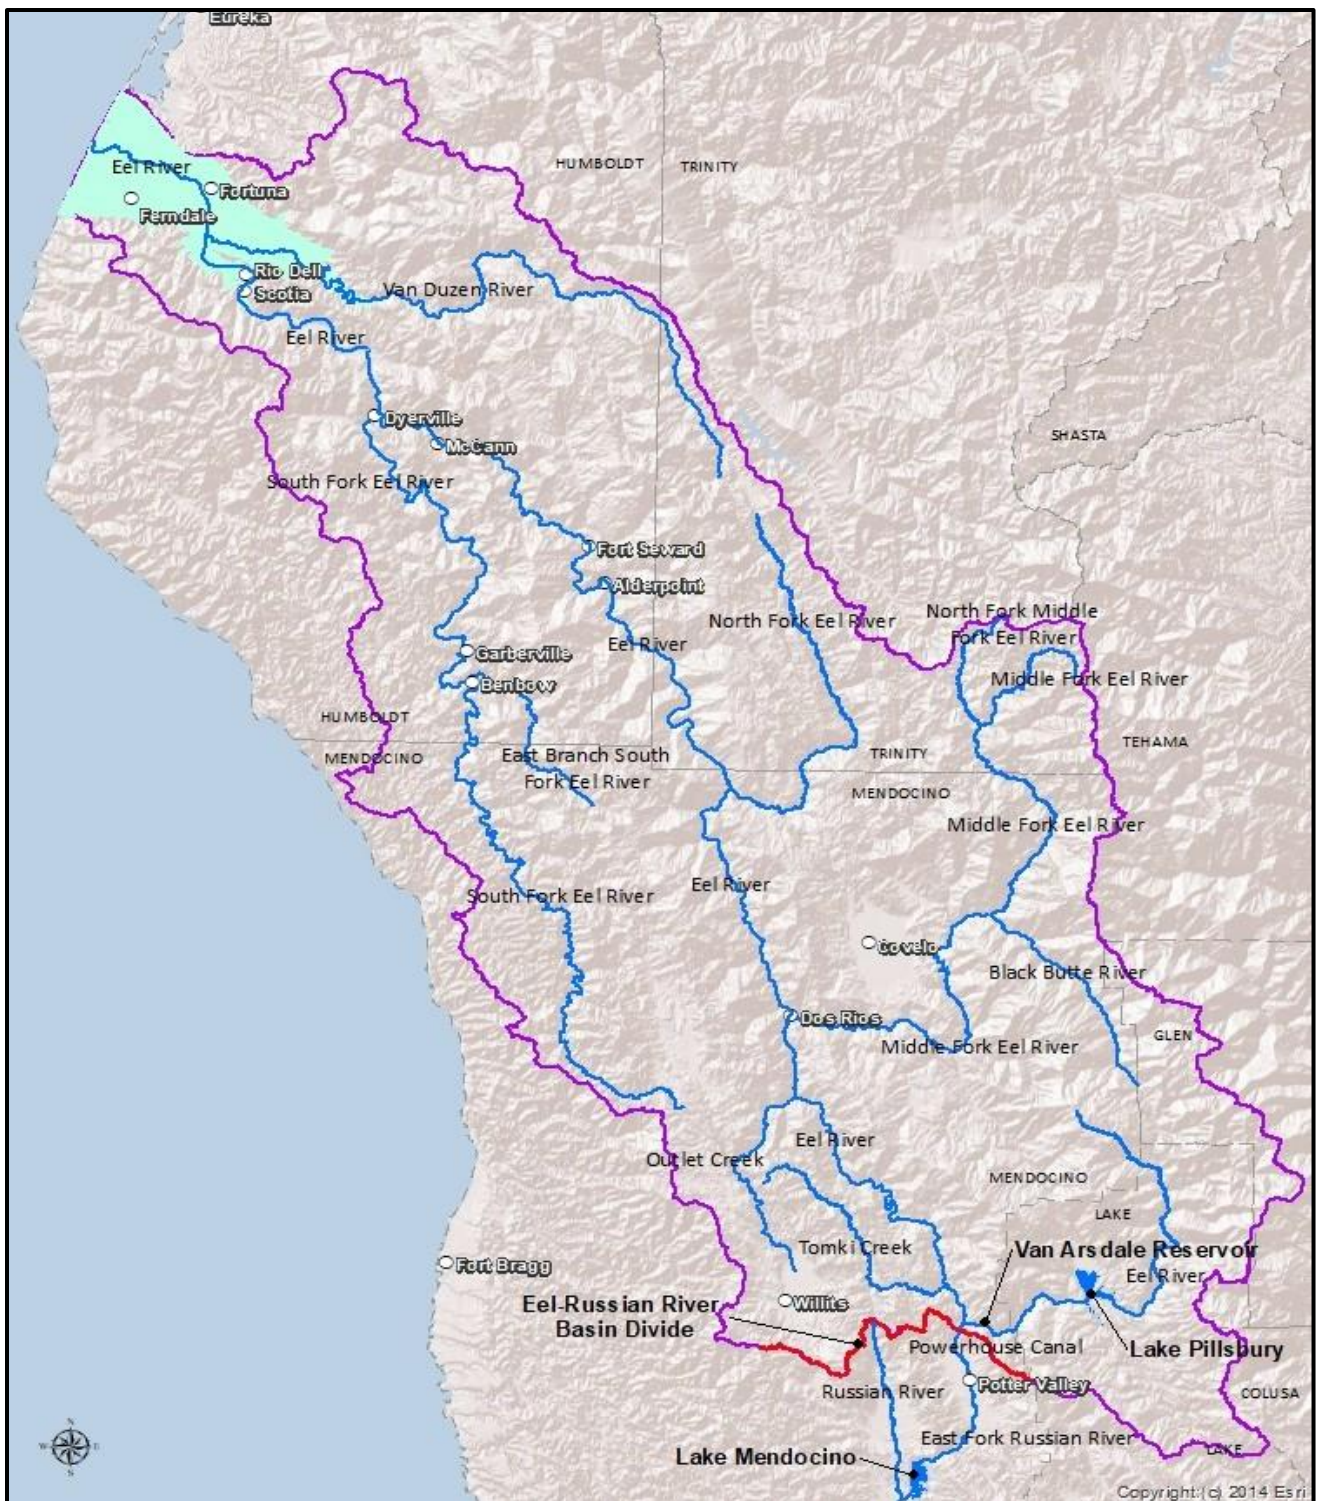 Eureka
HUMBOLDT
TRINITY
Eel River
Fortuna
Ferndale
Rio Dell
Scotia
Van Duzen River
Eel River
Dyerville
McCann
SHASTA
South Fork Eel River
Fort Seward
Alderpoint
North Fork Eel River
North Fork Middle
Fork Eel River
Eel River
Garberville
Benbow
Middle Fork Eel River
HUMBOLDT
MENDOCINO
East Branch South
Fork Eel River
TRINITY
MENDOCINO
TEHAMA
Middle Fork Eel River
South Fork Eel River
Eel River
Covelo
Black Butte River
Dos Rios
Middle Fork Eel River
GLEN
Eel River
Outlet Creek
MENDOCINO
LAKE
Tomki Creek
Van Arsdale Reservoir
Eel River
Fort Bragg
Willits
Eel-Russian River
Basin Divide
Powerhouse Canal
Lake Pillsbury
Russian River
Potter Valley
COLUSA
East Fork Russian River
LAKE
Lake Mendocino
N
W
E
S
Copyright:(c) 2014 Esri